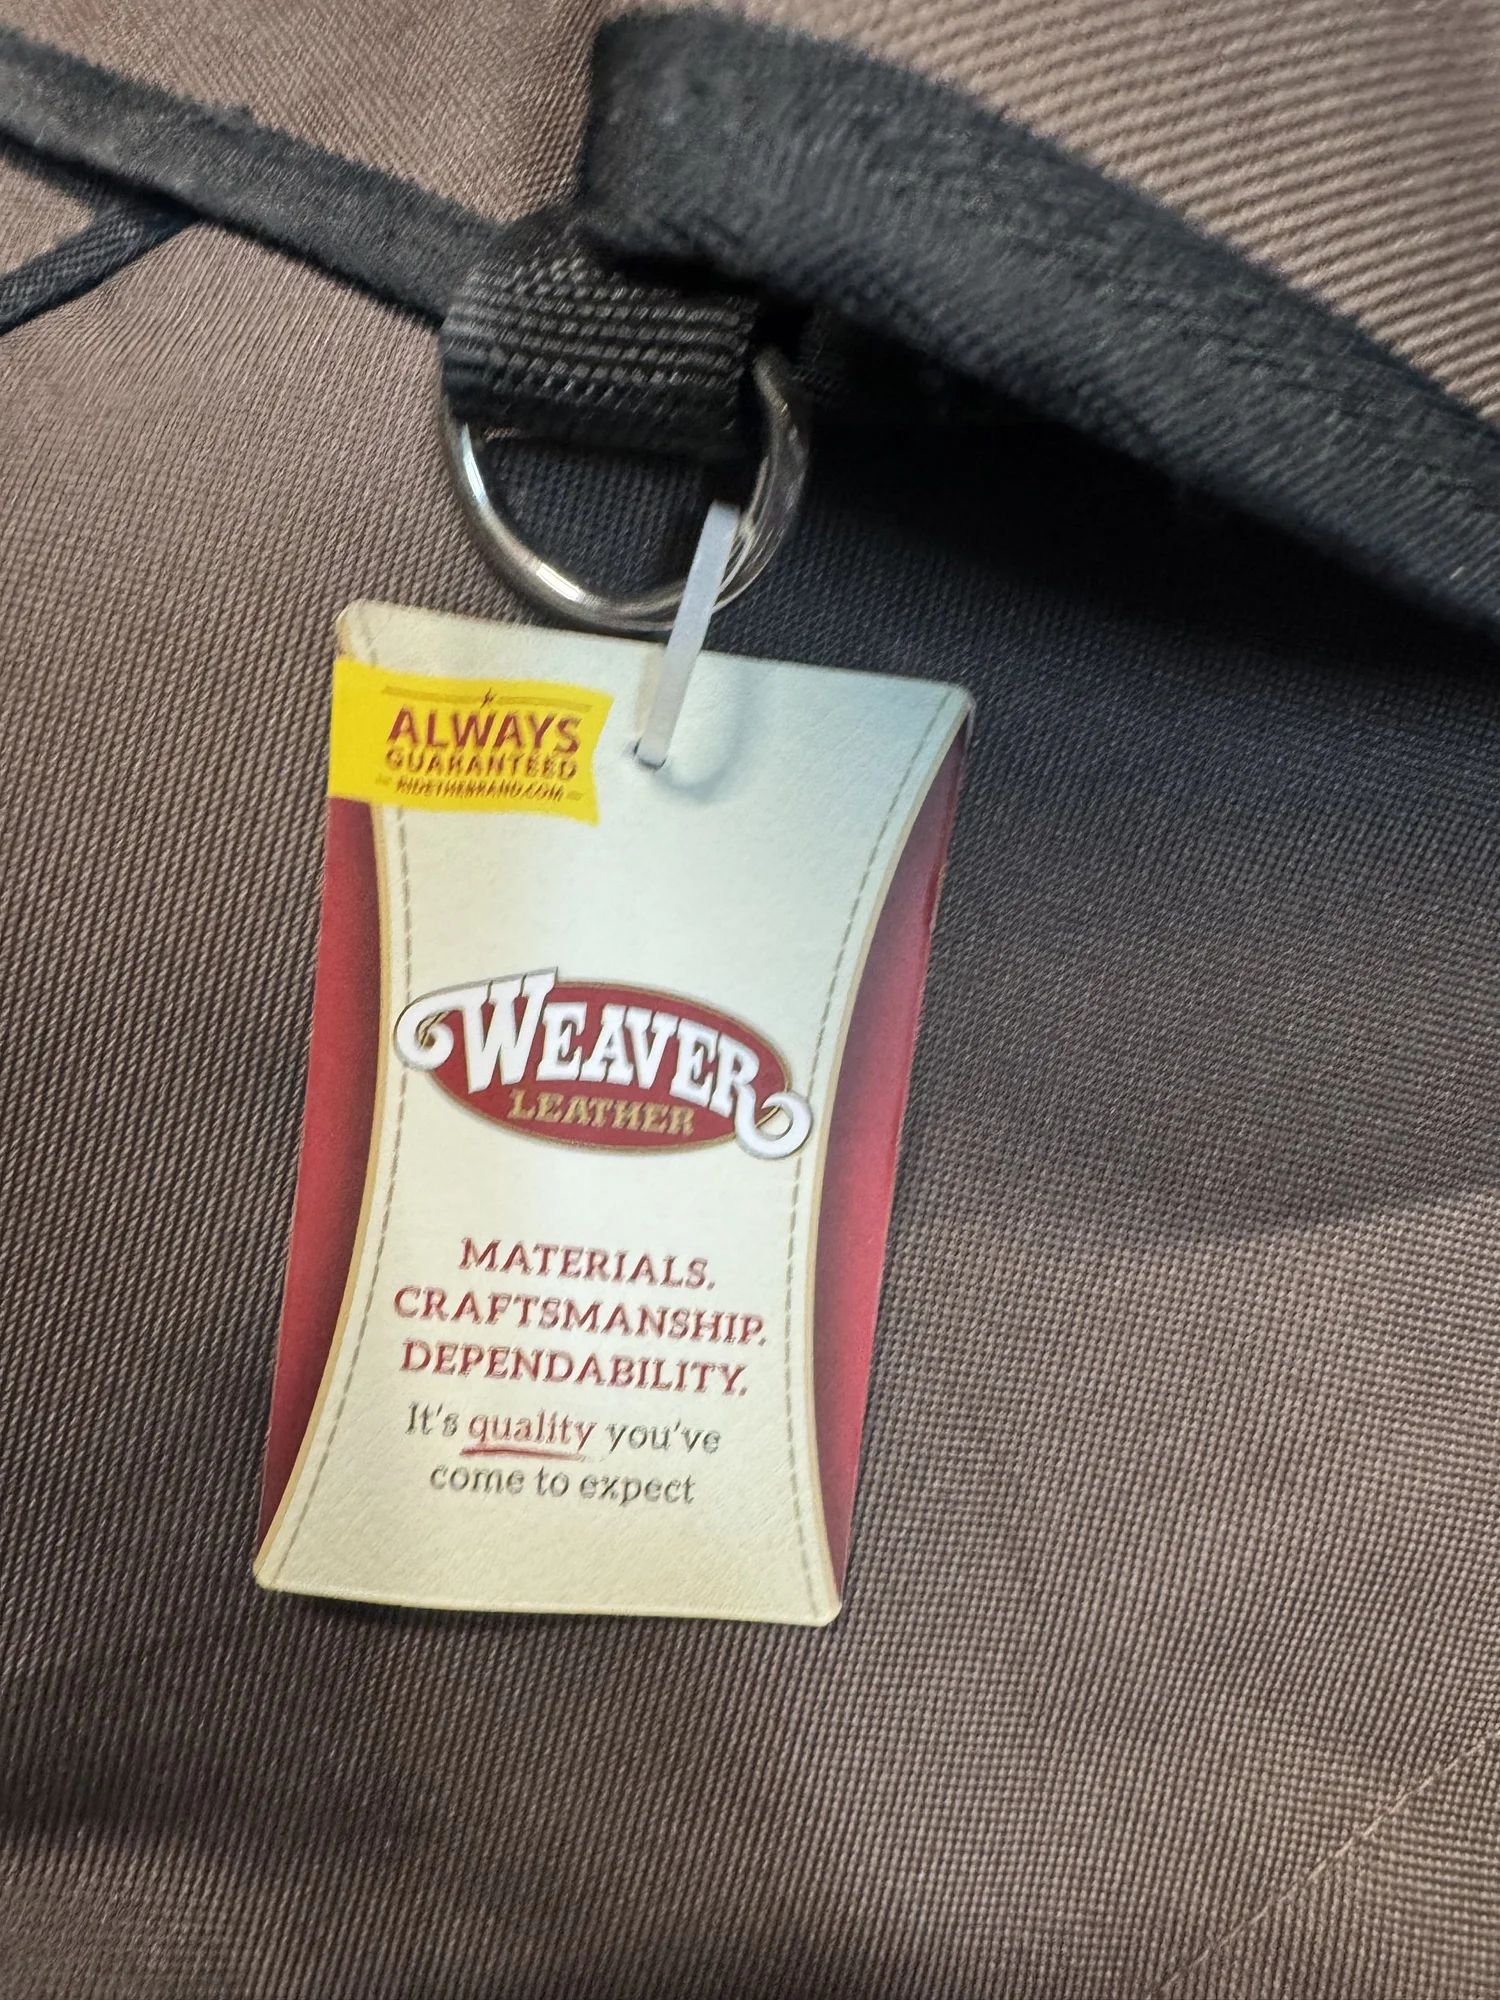 ALWAYS
GUARANTEED
RIDETHEBRAND.COM
WEAVER
LEATHER
MATERIALS.
CRAFTSMANSHIP.
DEPENDABILITY.
It's quality you've
come to expect